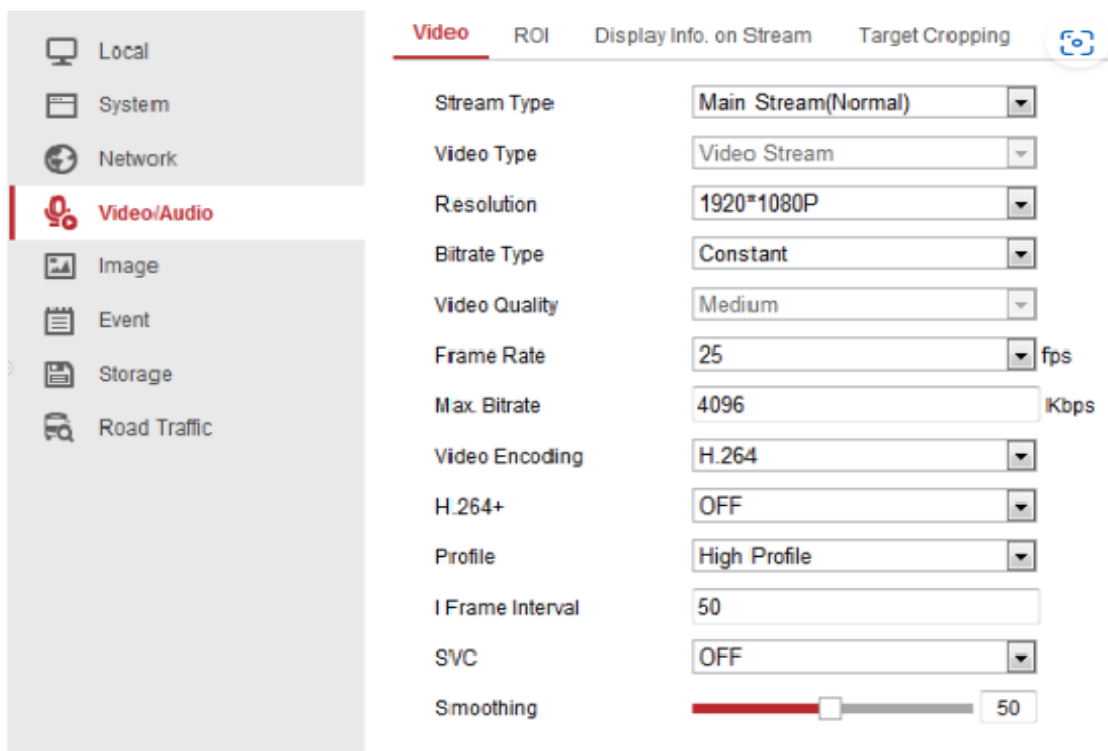 Local
System
Network
Video/Audio
Image
Event
Storage
Road Traffic
Video ROI Display Info. on Stream Target Cropping
Stream Type Main Stream(Normal)
Video Type Video Stream
Resolution 1920*1080P
Bitrate Type Constant
Video Quality Medium
Frame Rate 25 fps
Max. Bitrate 4096 Kbps
Video Encoding H.264
H.264+ OFF
Profile High Profile
I Frame Interval 50
SVC OFF
Smoothing 50